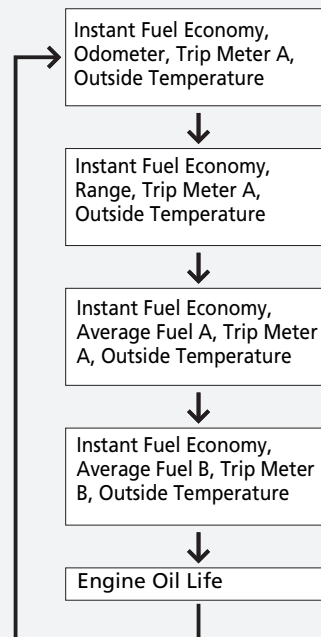 Instant Fuel Economy,
Odometer, Trip Meter A,
Outside Temperature
Instant Fuel Economy,
Range, Trip Meter A,
Outside Temperature
Instant Fuel Economy,
Average Fuel A, Trip Meter
A, Outside Temperature
Instant Fuel Economy,
Average Fuel B, Trip Meter
B, Outside Temperature
Engine Oil Life